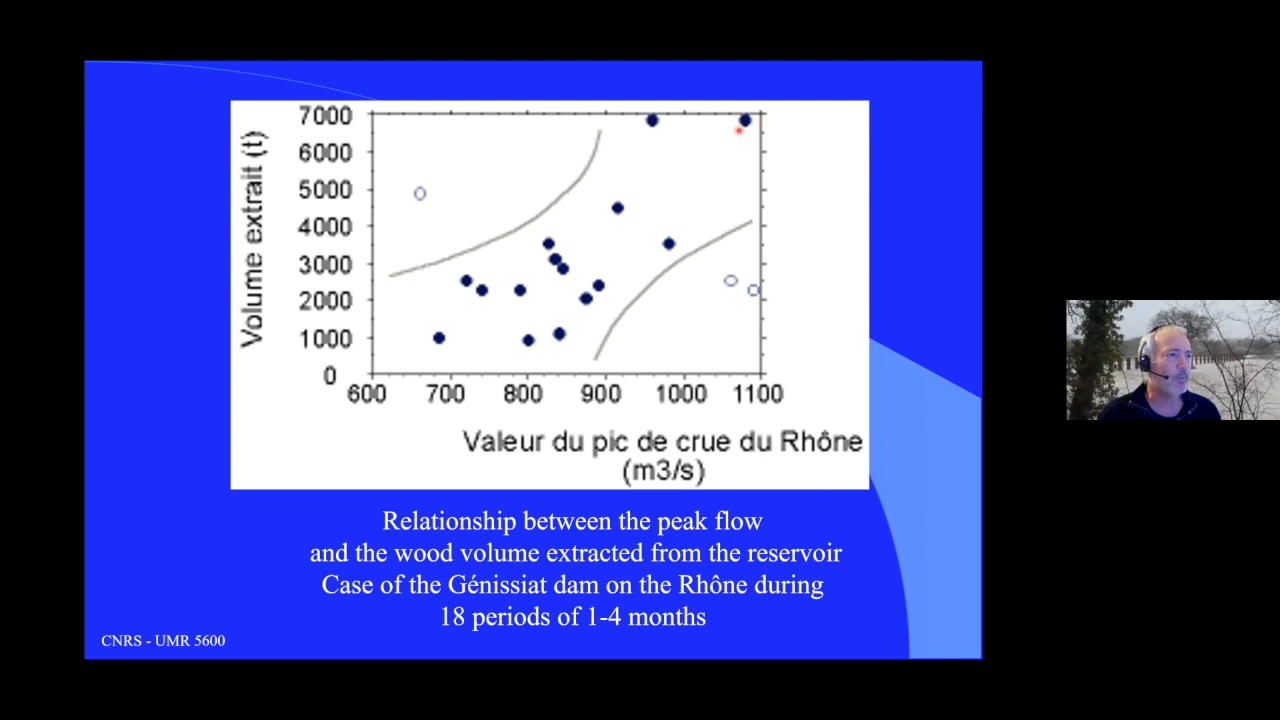 Volume extrait (t)
7000
6000
5000
4000
3000
2000
1000
0
600 700 800 900 1000 1100
Valeur du pic de crue du Rhône
(m3/s)
Relationship between the peak flow
and the wood volume extracted from the reservoir
Case of the Génissiat dam on the Rhône during
18 periods of 1-4 months
CNRS - UMR 5600